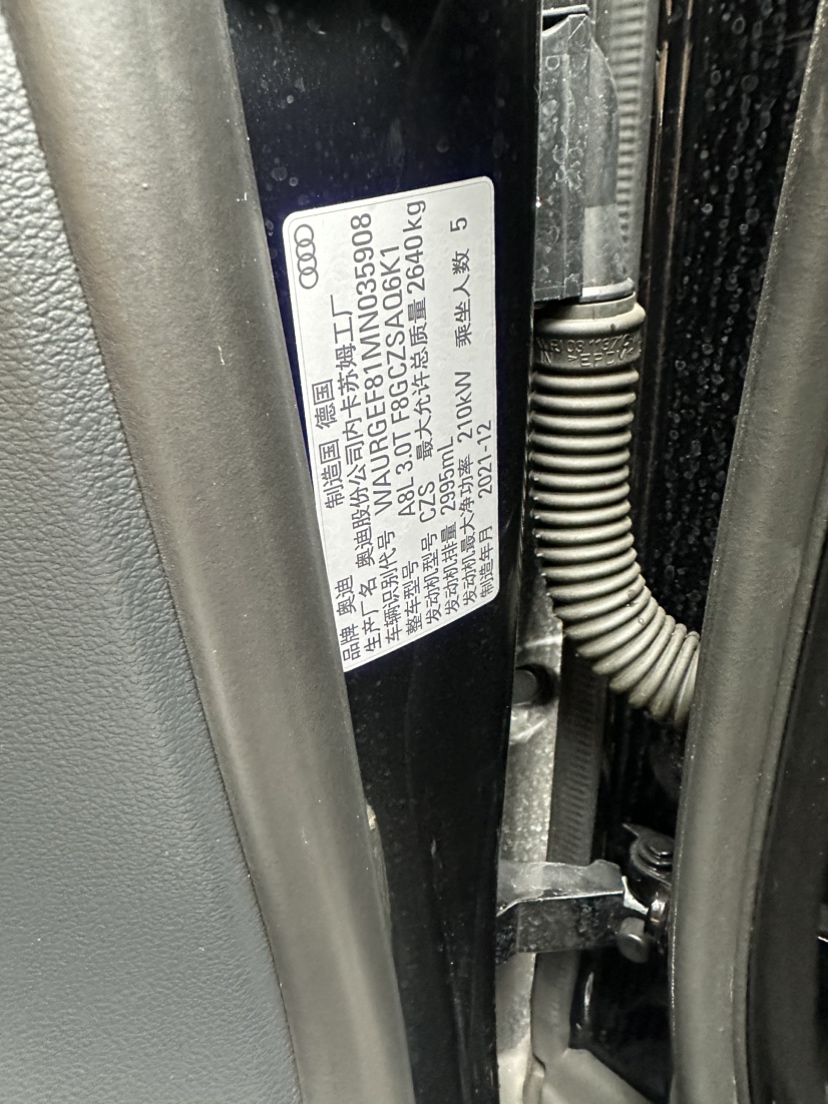 品牌 奥迪 制造国 德国
生产厂名 奥迪股份公司内卡苏姆工厂
车辆识别代号 WAURGEF81MN035908
整车型号 A8L 3.0T F8GCZSAQ6K1
发动机型号 CZS 最大允许总质量 2640kg
发动机排量 2995mL
发动机最大净功率 210kW 乘坐人数 5
制造年月 2021-12